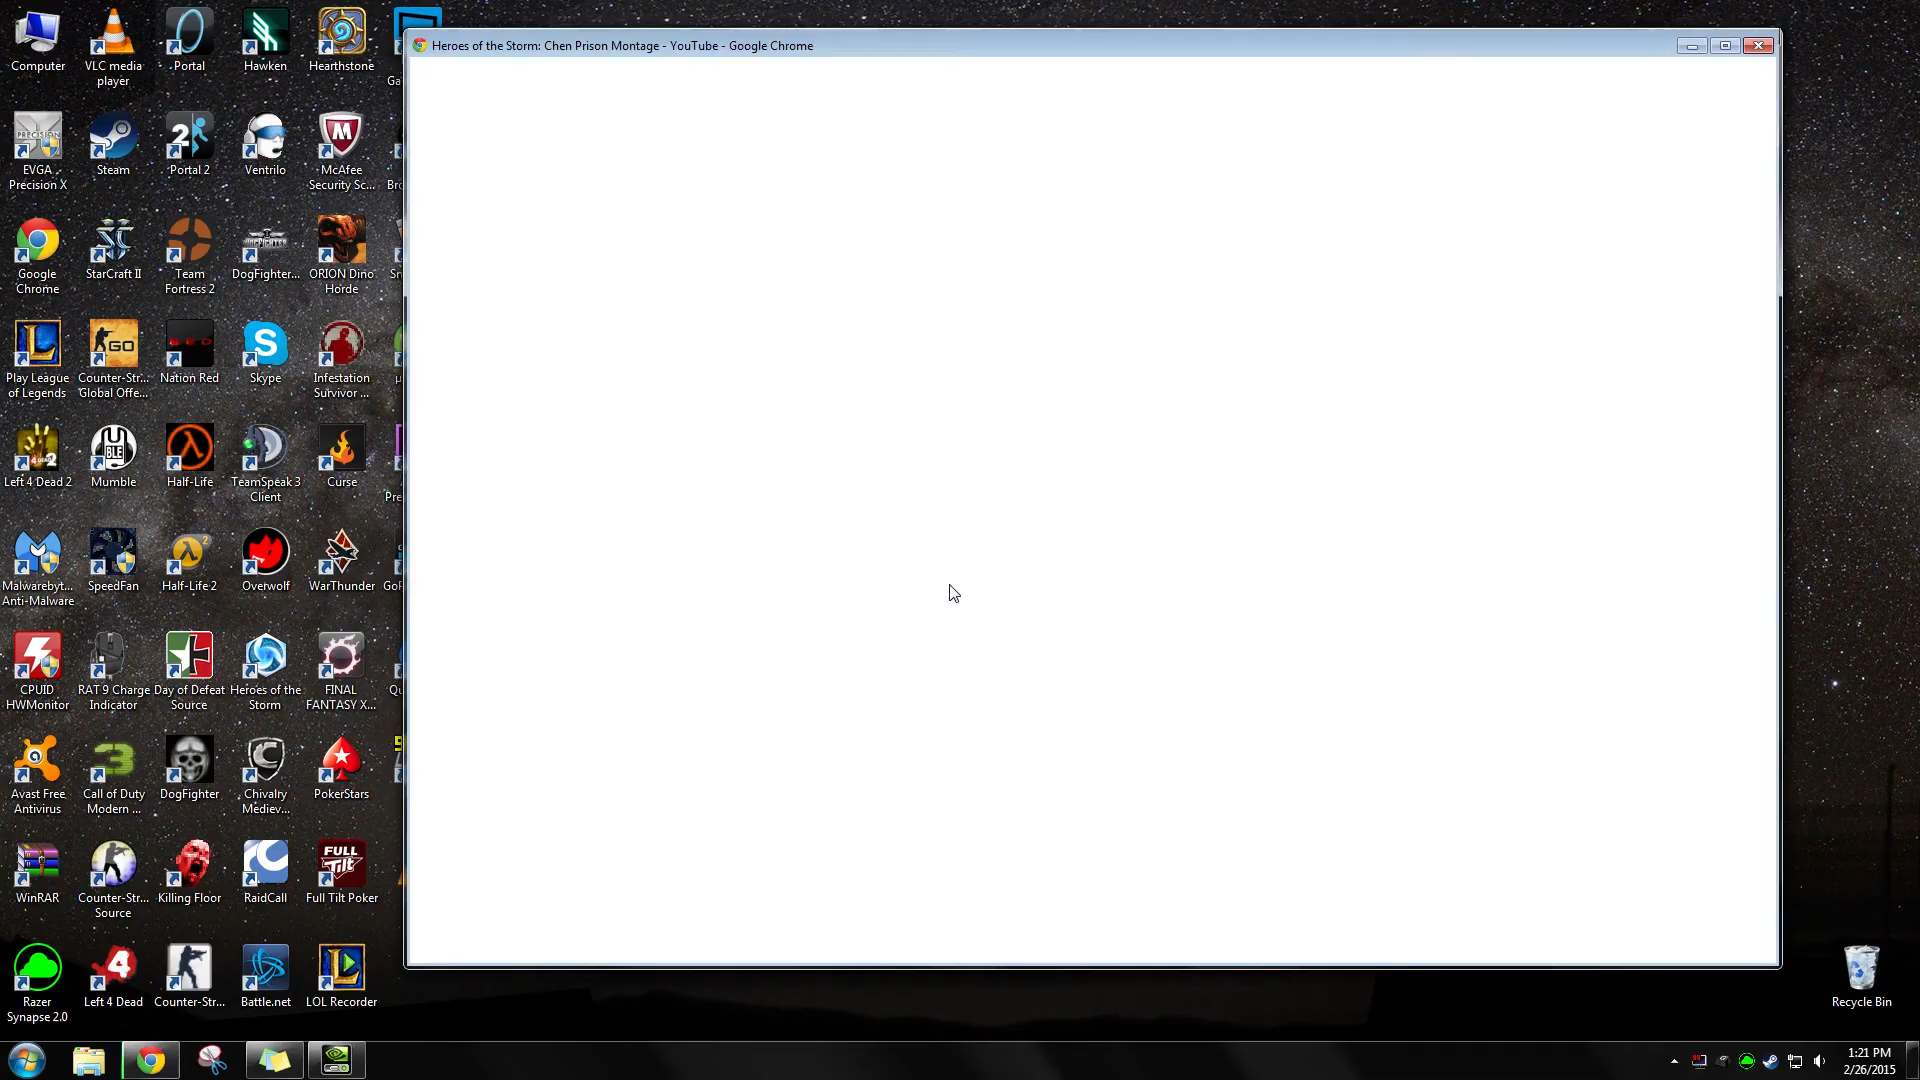 Heroes of the Storm: Chen Prison Montage - YouTube - Google Chrome
Computer
VLC media
player
Portal
Hawken
Hearthstone
Ga
EVGA
Precision X
Steam
Portal 2
Ventrilo
McAfee
Security Sc...
Bro
Google
Chrome
StarCraft II
Team
Fortress 2
DogFighter...
ORION Dino
Horde
Sn
Play League
of Legends
Counter-Str...
Global Offe...
Nation Red
Skype
Infestation
Survivor ...
Left 4 Dead 2
Mumble
Half-Life
TeamSpeak 3
Client
Curse
Pre
Malwarebyt...
Anti-Malware
SpeedFan
Half-Life 2
Overwolf
WarThunder
GoP
CPUID
HWMonitor
RAT 9 Charge
Indicator
Day of Defeat
Source
Heroes of the
Storm
FINAL
FANTASY X...
Qu
Avast Free
Antivirus
Call of Duty
Modern ...
DogFighter
Chivalry
Mediev...
PokerStars
WinRAR
Counter-Str...
Source
Killing Floor
RaidCall
Full Tilt Poker
Razer
Synapse 2.0
Left 4 Dead
Counter-Str...
Battle.net
LOL Recorder
Recycle Bin
1:21 PM
2/26/2015